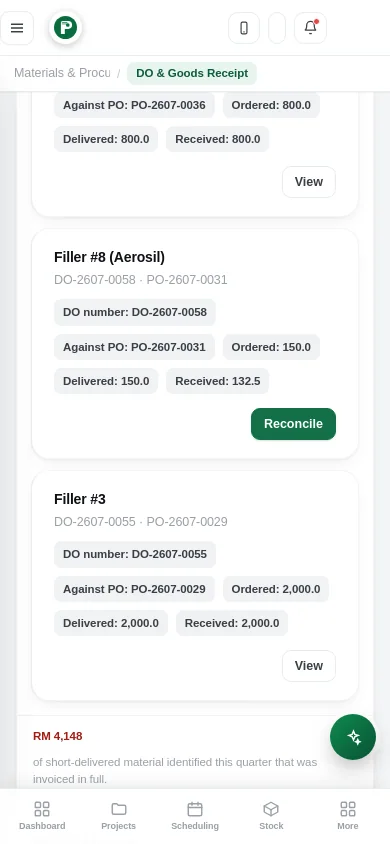 Materials & Procu / DO & Goods Receipt
Against PO: PO-2607-0036 Ordered: 800.0
Delivered: 800.0 Received: 800.0
View
Filler #8 (Aerosil)
DO-2607-0058 · PO-2607-0031
DO number: DO-2607-0058
Against PO: PO-2607-0031 Ordered: 150.0
Delivered: 150.0 Received: 132.5
Reconcile
Filler #3
DO-2607-0055 · PO-2607-0029
DO number: DO-2607-0055
Against PO: PO-2607-0029 Ordered: 2,000.0
Delivered: 2,000.0 Received: 2,000.0
View
RM 4,148
of short-delivered material identified this quarter that was
invoiced in full.
Dashboard Projects Scheduling Stock More